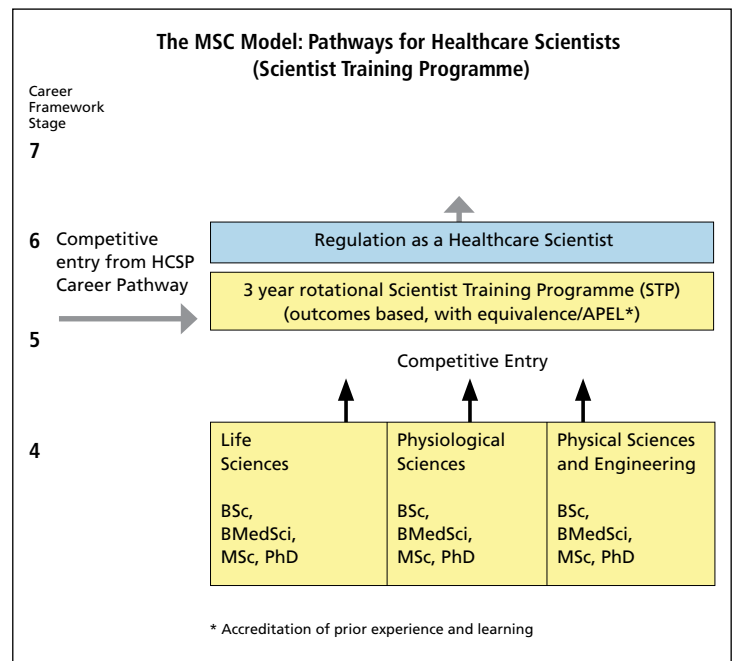 The MSC Model: Pathways for Healthcare Scientists
(Scientist Training Programme)
Career
Framework
Stage
7
6
Competitive
entry from HCSP
Career Pathway
Regulation as a Healthcare Scientist
3 year rotational Scientist Training Programme (STP)
(outcomes based, with equivalence/APEL*)
5
Competitive Entry
4
Life
Sciences
BSc,
BMedSci,
MSc, PhD
Physiological
Sciences
BSc,
BMedSci,
MSc, PhD
Physical Sciences
and Engineering
BSc,
BMedSci,
MSc, PhD
* Accreditation of prior experience and learning